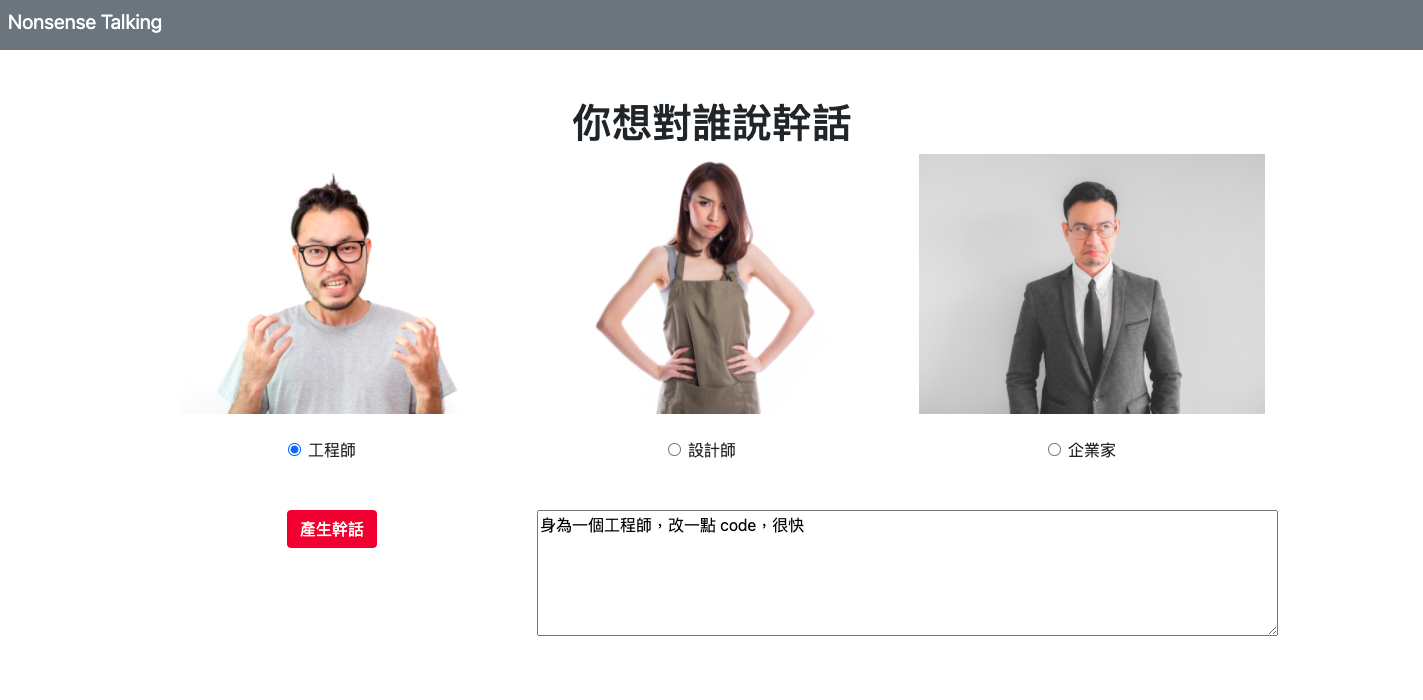 Nonsense Talking
你想對誰說幹話
工程師
設計師
企業家
產生幹話
身為一個工程師，改一點 code，很快